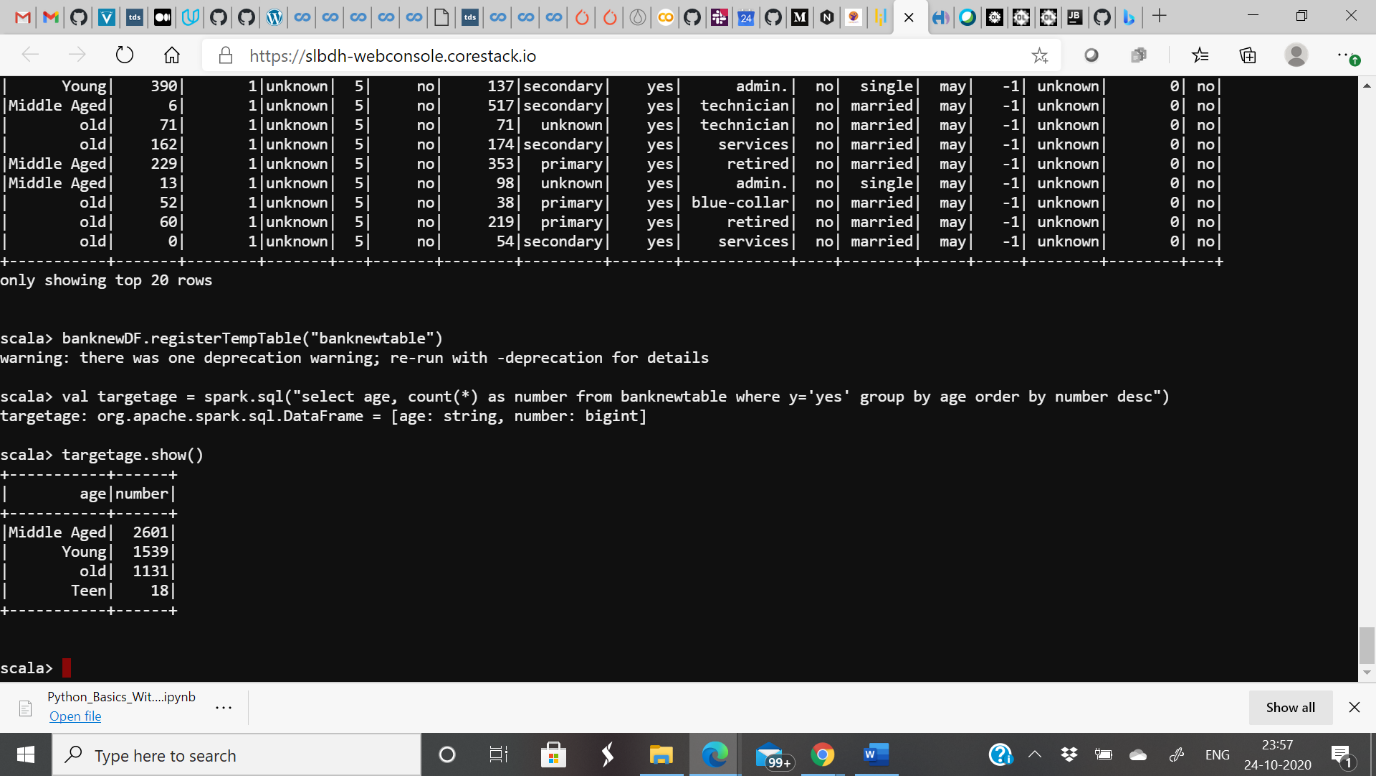 tds
24
M
N
JB
https://slbdh-webconsole.corestack.io
| Young| 390| 1|unknown| 5| no| 137|secondary| yes| admin.| no| single| may| -1| unknown| 0| no|
|Middle Aged| 6| 1|unknown| 5| no| 517|secondary| yes| technician| no| married| may| -1| unknown| 0| no|
| old| 71| 1|unknown| 5| no| 71| unknown| yes| technician| no| married| may| -1| unknown| 0| no|
| old| 162| 1|unknown| 5| no| 174|secondary| yes| services| no| married| may| -1| unknown| 0| no|
|Middle Aged| 229| 1|unknown| 5| no| 353| primary| yes| retired| no| married| may| -1| unknown| 0| no|
|Middle Aged| 13| 1|unknown| 5| no| 98| unknown| yes| admin.| no| single| may| -1| unknown| 0| no|
| old| 52| 1|unknown| 5| no| 38| primary| yes| blue-collar| no| married| may| -1| unknown| 0| no|
| old| 60| 1|unknown| 5| no| 219| primary| yes| retired| no| married| may| -1| unknown| 0| no|
| old| 0| 1|unknown| 5| no| 54|secondary| yes| services| no| married| may| -1| unknown| 0| no|
+-----------+-------+--------+-------+---+-------+--------+---------+-------+------------+----+--------+-----+-----+--------+--------+---+
only showing top 20 rows
scala> banknewDF.registerTempTable("banknewtable")
warning: there was one deprecation warning; re-run with -deprecation for details
scala> val targetage = spark.sql("select age, count(*) as number from banknewtable where y='yes' group by age order by number desc")
targetage: org.apache.spark.sql.DataFrame = [age: string, number: bigint]
scala> targetage.show()
+-----------+------+
| age|number|
+-----------+------+
|Middle Aged| 2601|
| Young| 1539|
| old| 1131|
| Teen| 18|
+-----------+------+
scala>
Python_Basics_Wit....ipynb
Open file
Show all
Type here to search
99+
W
ENG
23:57
24-10-2020
1